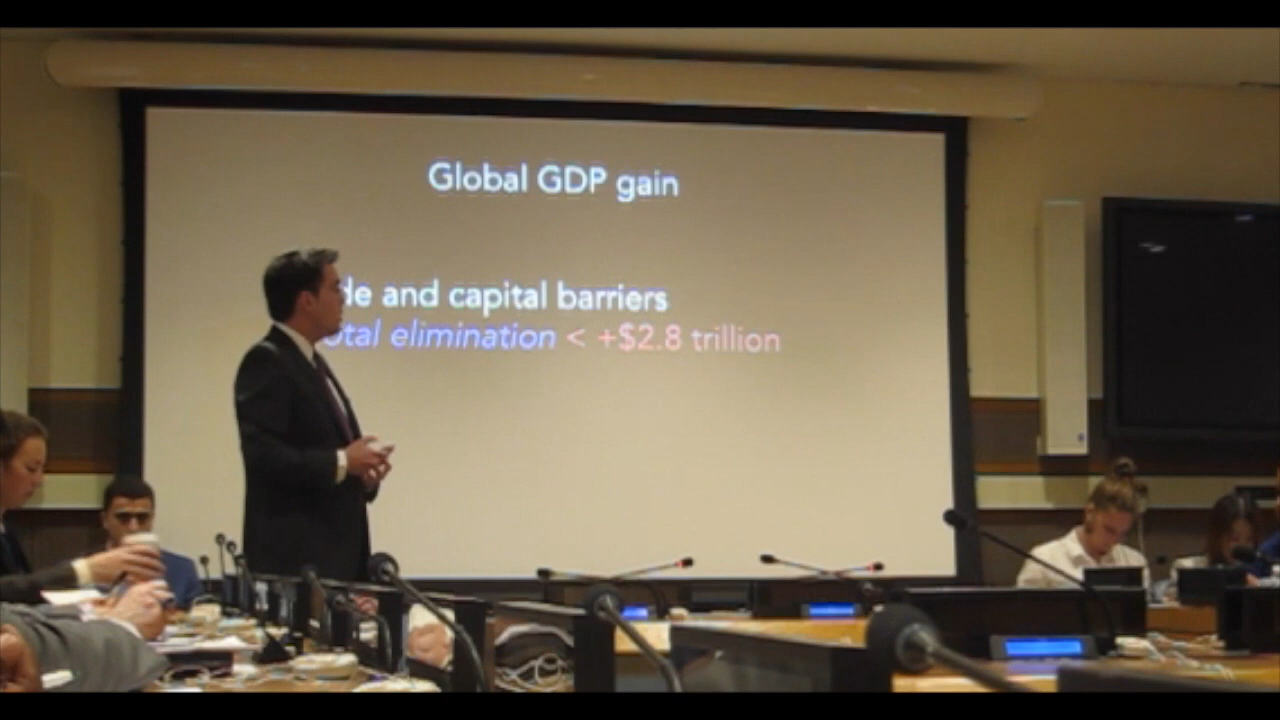 Global GDP gain
de and capital barriers
otal elimination < +$2.8 trillion